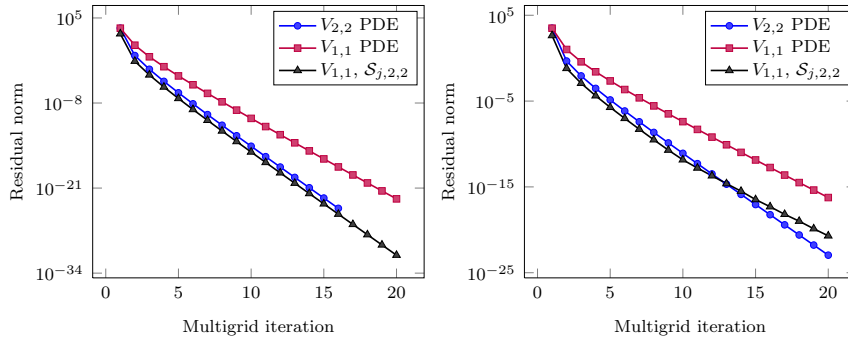 10^5
10^{-8}
10^{-21}
10^{-34}
Residual norm
0 5 10 15 20
Multigrid iteration
V_{2,2} PDE
V_{1,1} PDE
V_{1,1}, \mathcal{S}_{j,2,2}
10^5
10^{-5}
10^{-15}
10^{-25}
Residual norm
0 5 10 15 20
Multigrid iteration
V_{2,2} PDE
V_{1,1} PDE
V_{1,1}, \mathcal{S}_{j,2,2}